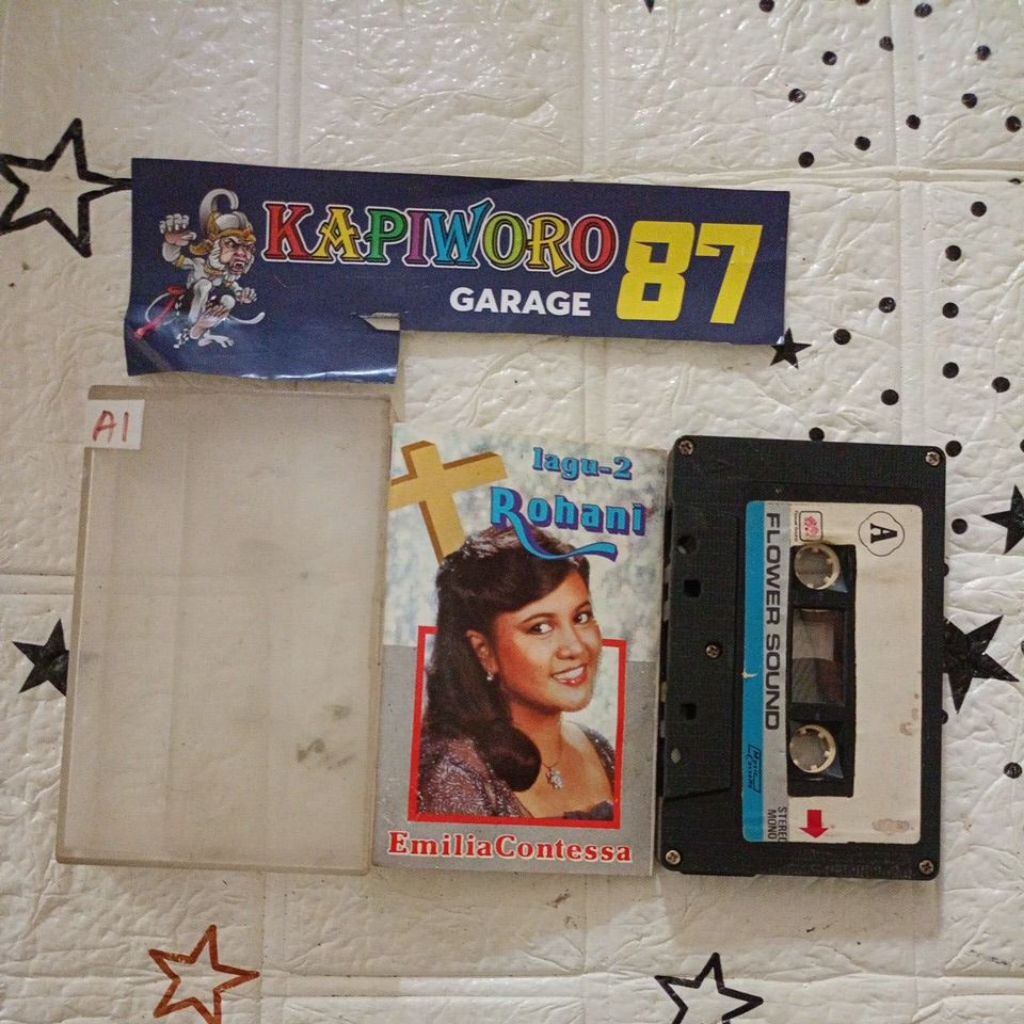 KAPIWORO 87
GARAGE
A1
lagu-2
Rohani
EmiliaContessa
A
FLOWER SOUND
STEREO
MONO